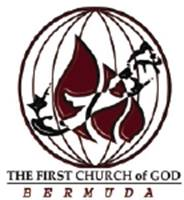 THE FIRST CHURCH of GOD
BERMUDA